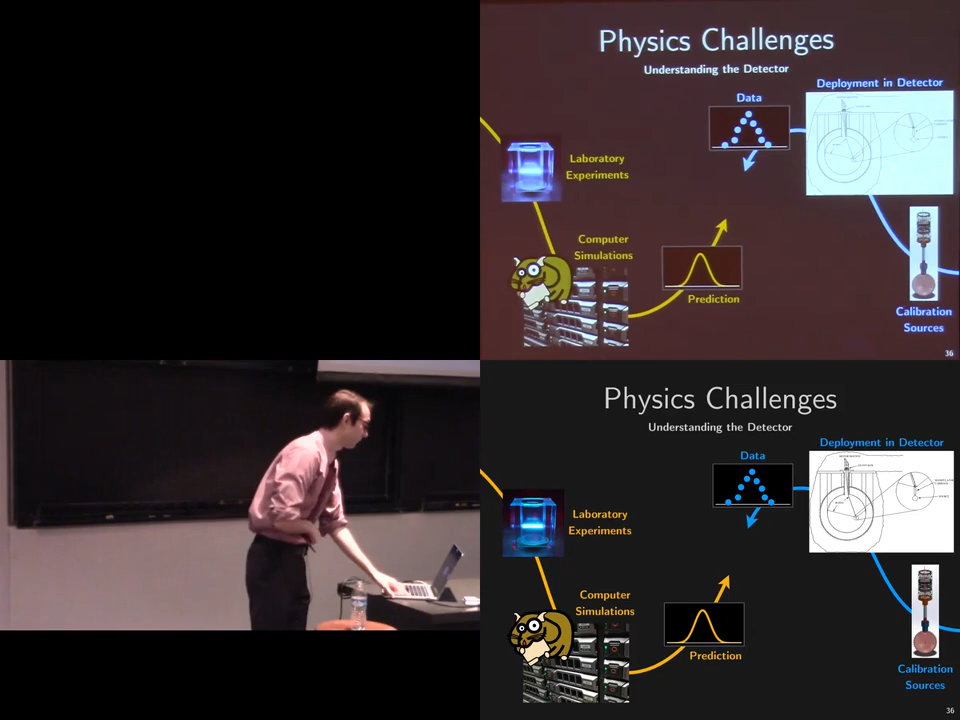 Physics Challenges
Understanding the Detector
Deployment in Detector
Data
Laboratory
Experiments
Computer
Simulations
Prediction
Calibration
Sources
36
Physics Challenges
Understanding the Detector
Deployment in Detector
Data
Laboratory
Experiments
Computer
Simulations
Prediction
Calibration
Sources
36